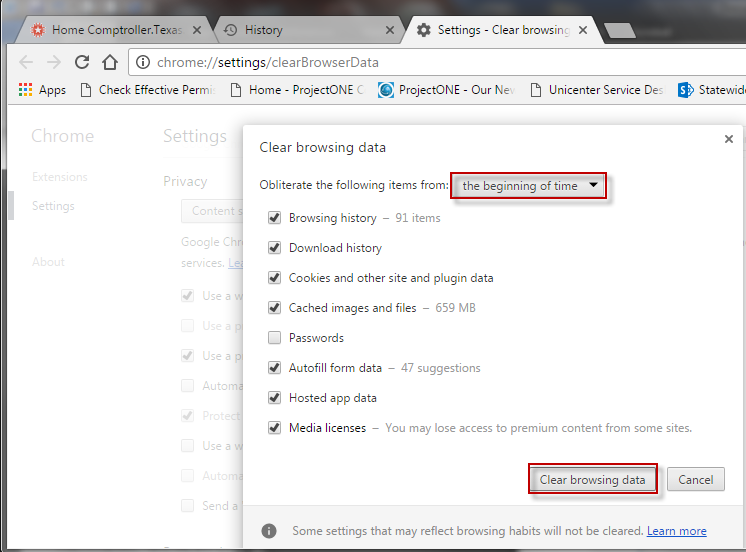 Home Comptroller.Texas
History
Settings - Clear browsing
chrome://settings/clearBrowserData
Apps
Check Effective Permi
Home - ProjectONE C
ProjectONE - Our Nev
Unicenter Service Des
Statewid
Chrome
Extensions
Settings
About
Settings
Privacy
Content s
Google Chr
services. Le
Use a w
Use a p
Use a p
Automa
Protect
Use a w
Automa
Send a
Clear browsing data
Obliterate the following items from: the beginning of time
Browsing history – 91 items
Download history
Cookies and other site and plugin data
Cached images and files – 659 MB
Passwords
Autofill form data – 47 suggestions
Hosted app data
Media licenses – You may lose access to premium content from some sites.
Clear browsing data
Cancel
Some settings that may reflect browsing habits will not be cleared. Learn more